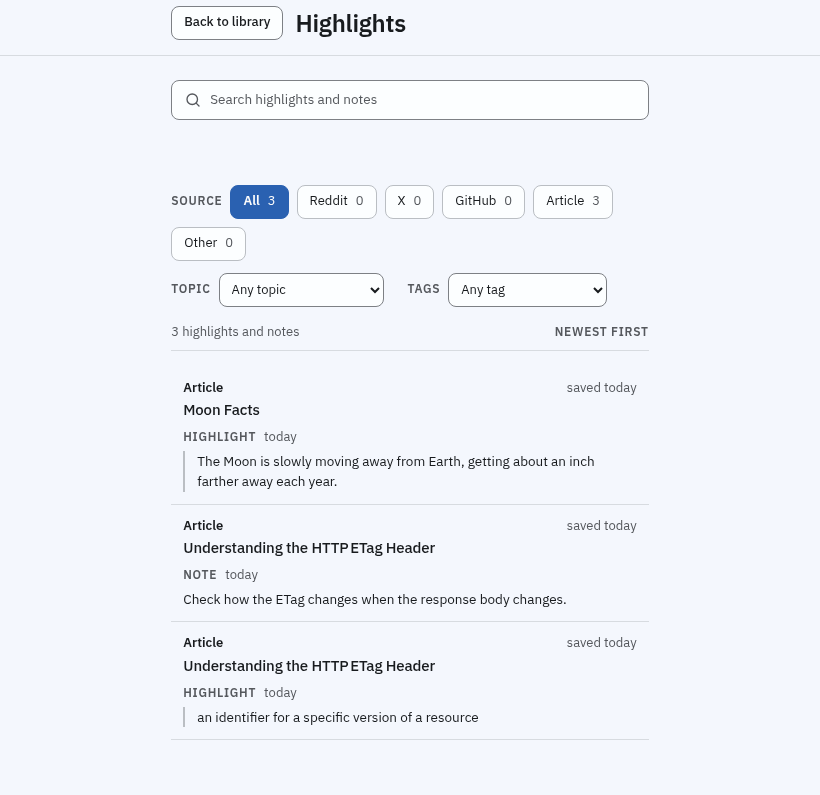 Back to library Highlights
Search highlights and notes
SOURCE All 3 Reddit 0 X 0 GitHub 0 Article 3
Other 0
TOPIC Any topic TAGS Any tag
3 highlights and notes NEWEST FIRST
Article saved today
Moon Facts
HIGHLIGHT today
The Moon is slowly moving away from Earth, getting about an inch
farther away each year.
Article saved today
Understanding the HTTP ETag Header
NOTE today
Check how the ETag changes when the response body changes.
Article saved today
Understanding the HTTP ETag Header
HIGHLIGHT today
an identifier for a specific version of a resource